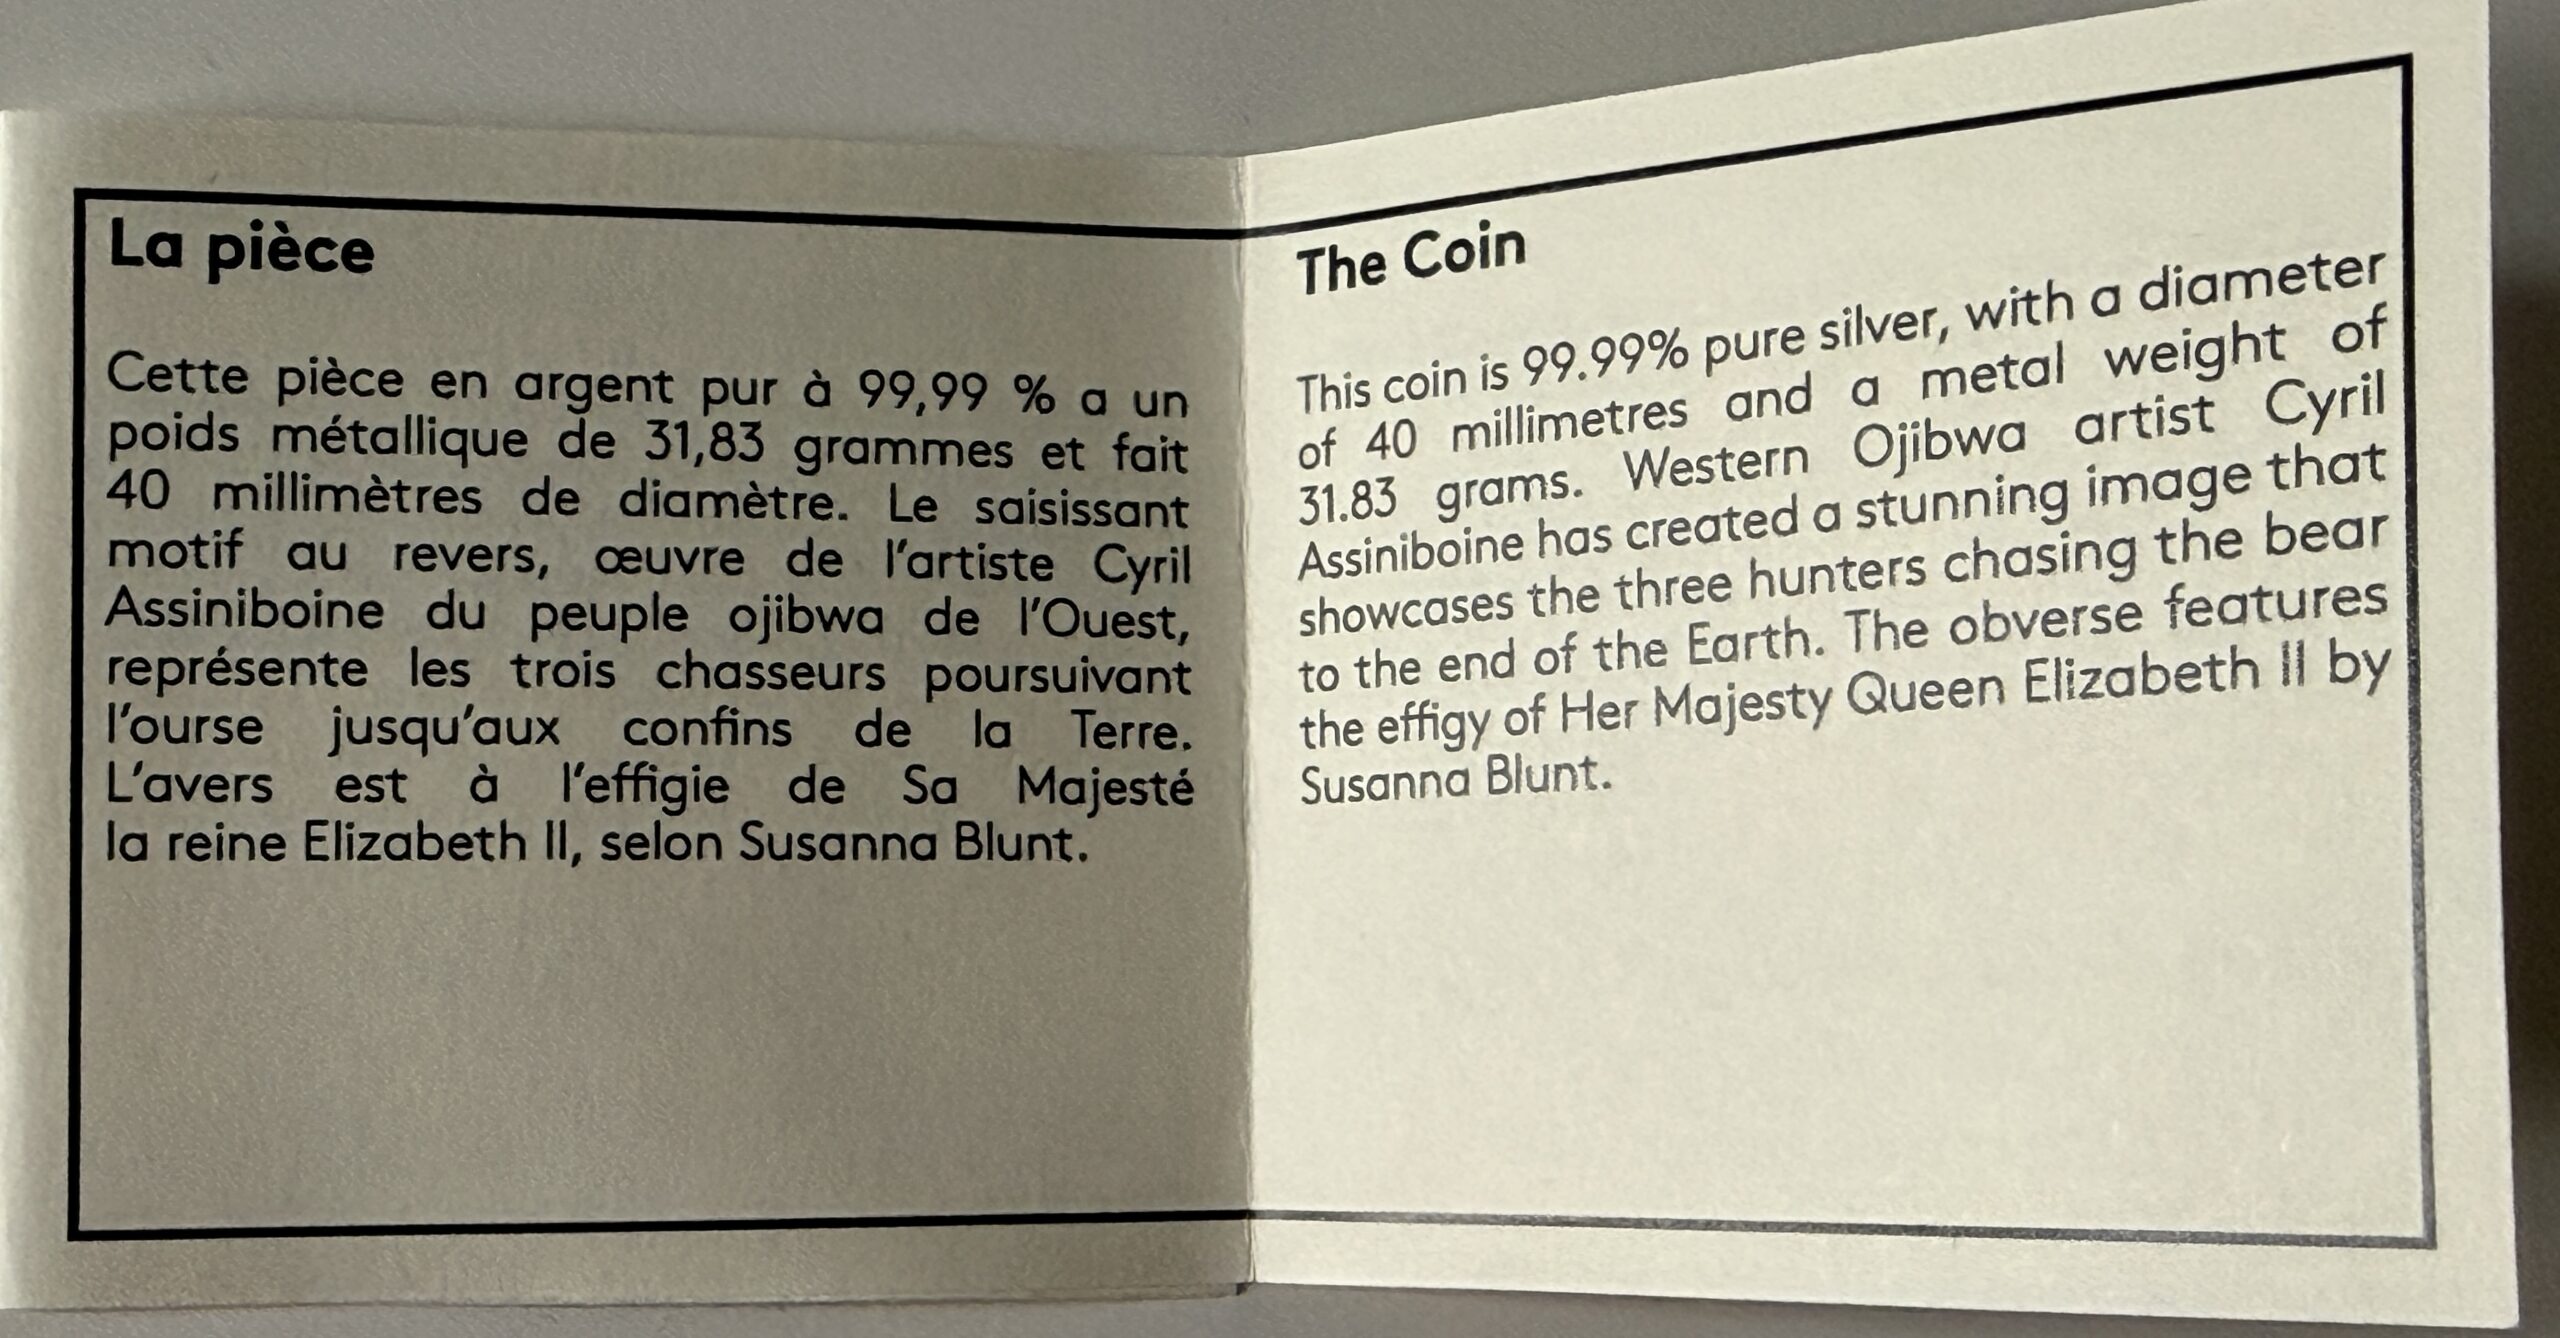 La pièce
Cette pièce en argent pur à 99,99 % a un
poids métallique de 31,83 grammes et fait
40 millimètres de diamètre. Le saisissant
motif au revers, œuvre de l'artiste Cyril
Assiniboine du peuple ojibwa de l'Ouest,
représente les trois chasseurs poursuivant
l'ourse jusqu'aux confins de la Terre.
L'avers est à l'effigie de Sa Majesté
la reine Elizabeth II, selon Susanna Blunt.
The Coin
This coin is 99.99% pure silver, with a diameter
of 40 millimetres and a metal weight of
31.83 grams. Western Ojibwa artist Cyril
Assiniboine has created a stunning image that
showcases the three hunters chasing the bear
to the end of the Earth. The obverse features
the effigy of Her Majesty Queen Elizabeth II by
Susanna Blunt.